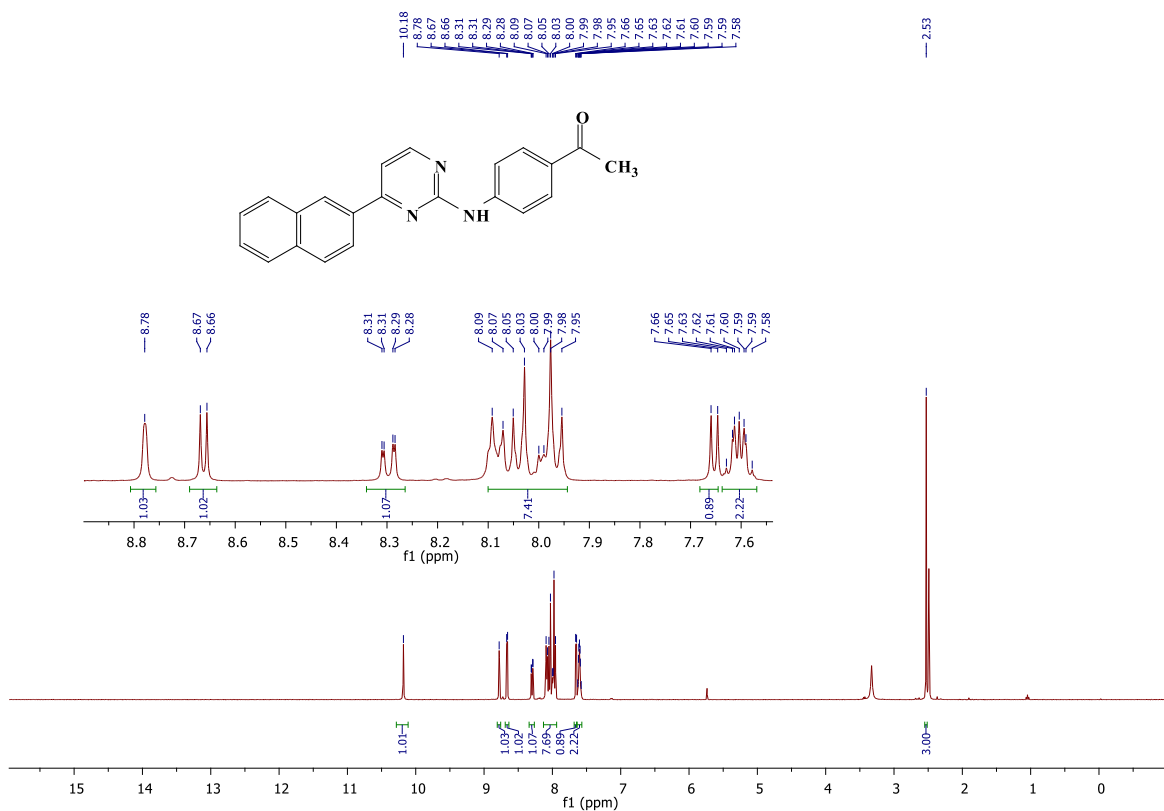 10.18 8.78 8.67 8.66 8.31 8.31 8.29 8.28 8.09 8.07 8.05 8.03 8.00 7.99 7.98 7.95 7.66 7.65 7.63 7.62 7.61 7.60 7.59 7.59 7.58 2.53
O
CH3
N
N
NH
8.78 8.67 8.66 8.31 8.31 8.29 8.28 8.09 8.07 8.05 8.03 8.00 7.99 7.98 7.95 7.66 7.65 7.63 7.62 7.61 7.60 7.59 7.59 7.58
1.03 1.02 1.07 7.41 0.89 2.22
8.8 8.7 8.6 8.5 8.4 8.3 8.2 8.1 8.0 7.9 7.8 7.7 7.6
f1 (ppm)
1.01 1.03 1.02 1.07 7.69 0.89 2.22 3.00
15 14 13 12 11 10 9 8 7 6 5 4 3 2 1 0
f1 (ppm)